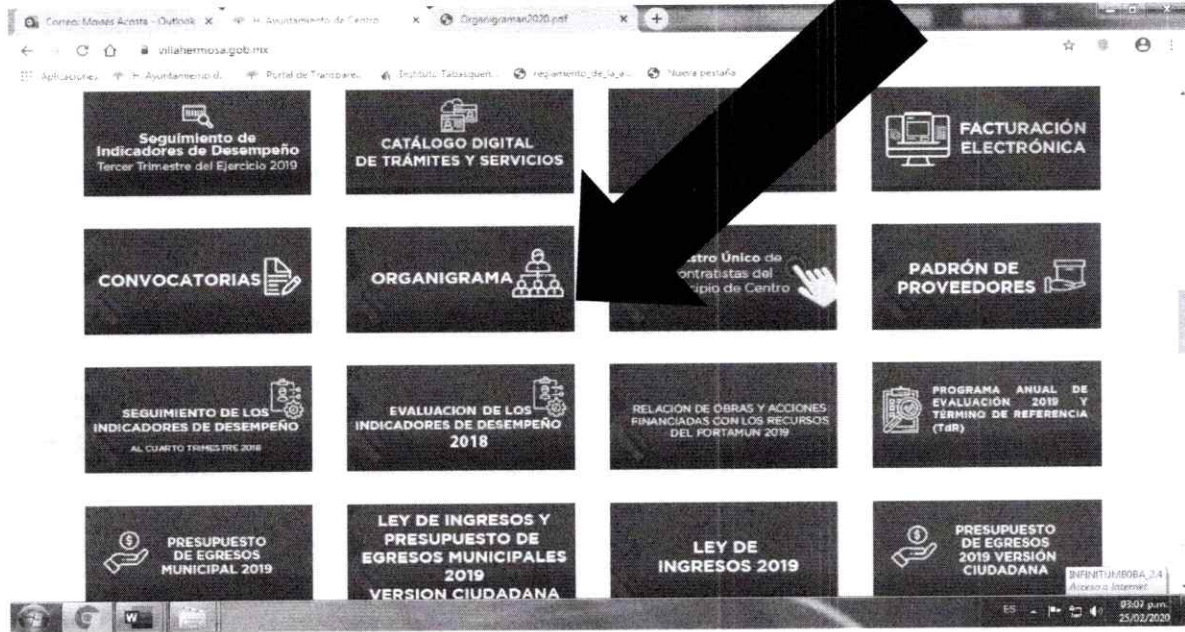 Correo: Moises Acosta - Outlook
H. Ayuntamiento de Centro
Organigraman2020.pdf
villahermosa.gob.mx
Aplicaciones
H. Ayuntamiento d...
Portal de Transpare...
Instituto Tabasqueñ...
reglamento_de_la_a...
Nueva pestaña
Seguimiento de
Indicadores de Desempeño
Tercer Trimestre del Ejercicio 2019
CATÁLOGO DIGITAL
DE TRÁMITES Y SERVICIOS
FACTURACIÓN
ELECTRÓNICA
CONVOCATORIAS
ORGANIGRAMA
stro Único de
ontratistas del
cipio de Centro
PADRÓN DE
PROVEEDORES
SEGUIMIENTO DE LOS
INDICADORES DE DESEMPEÑO
AL CUARTO TRIMESTRE 2018
EVALUACION DE LOS
INDICADORES DE DESEMPEÑO
2018
RELACIÓN DE OBRAS Y ACCIONES
FINANCIADAS CON LOS RECURSOS
DEL FORTAMUN 2019
PROGRAMA ANUAL DE
EVALUACIÓN 2019 Y
TÉRMINO DE REFERENCIA
(TdR)
PRESUPUESTO
DE EGRESOS
MUNICIPAL 2019
LEY DE INGRESOS Y
PRESUPUESTO DE
EGRESOS MUNICIPALES
2019
VERSION CIUDADANA
LEY DE
INGRESOS 2019
PRESUPUESTO
DE EGRESOS
2019 VERSIÓN
CIUDADANA
Acceso a Internet
ES
03:07 p.m.
25/02/2020